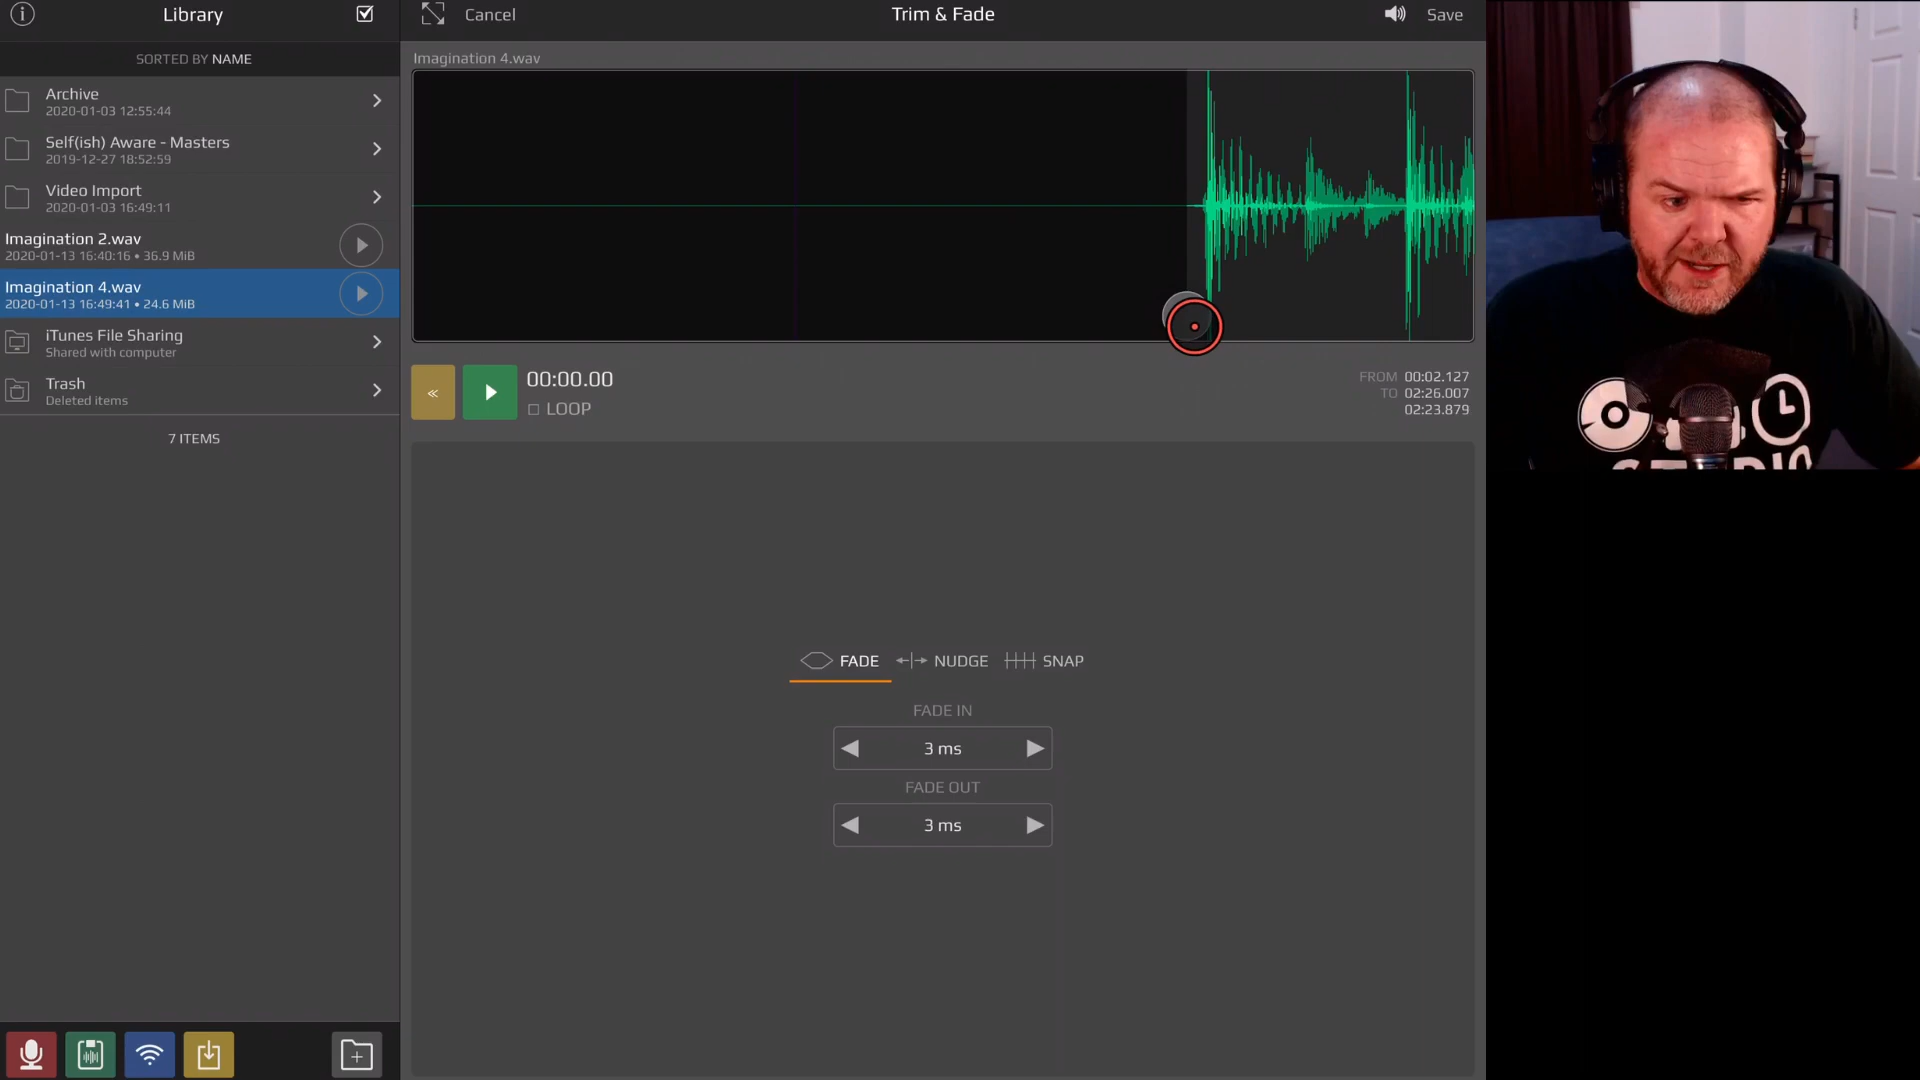 Library
Cancel
Trim & Fade
Save
SORTED BY NAME
Archive
2020-01-03 12:55:44
Self(ish) Aware - Masters
2019-12-27 18:52:59
Video Import
2020-01-03 16:49:11
Imagination 2.wav
2020-01-13 16:40:16 • 36.9 MiB
Imagination 4.wav
2020-01-13 16:49:41 • 24.6 MiB
iTunes File Sharing
Shared with computer
Trash
Deleted items
7 ITEMS
Imagination 4.wav
00:00.00
LOOP
FROM 00:02.127
TO 02:26.007
02:23.879
FADE
NUDGE
SNAP
FADE IN
3 ms
FADE OUT
3 ms